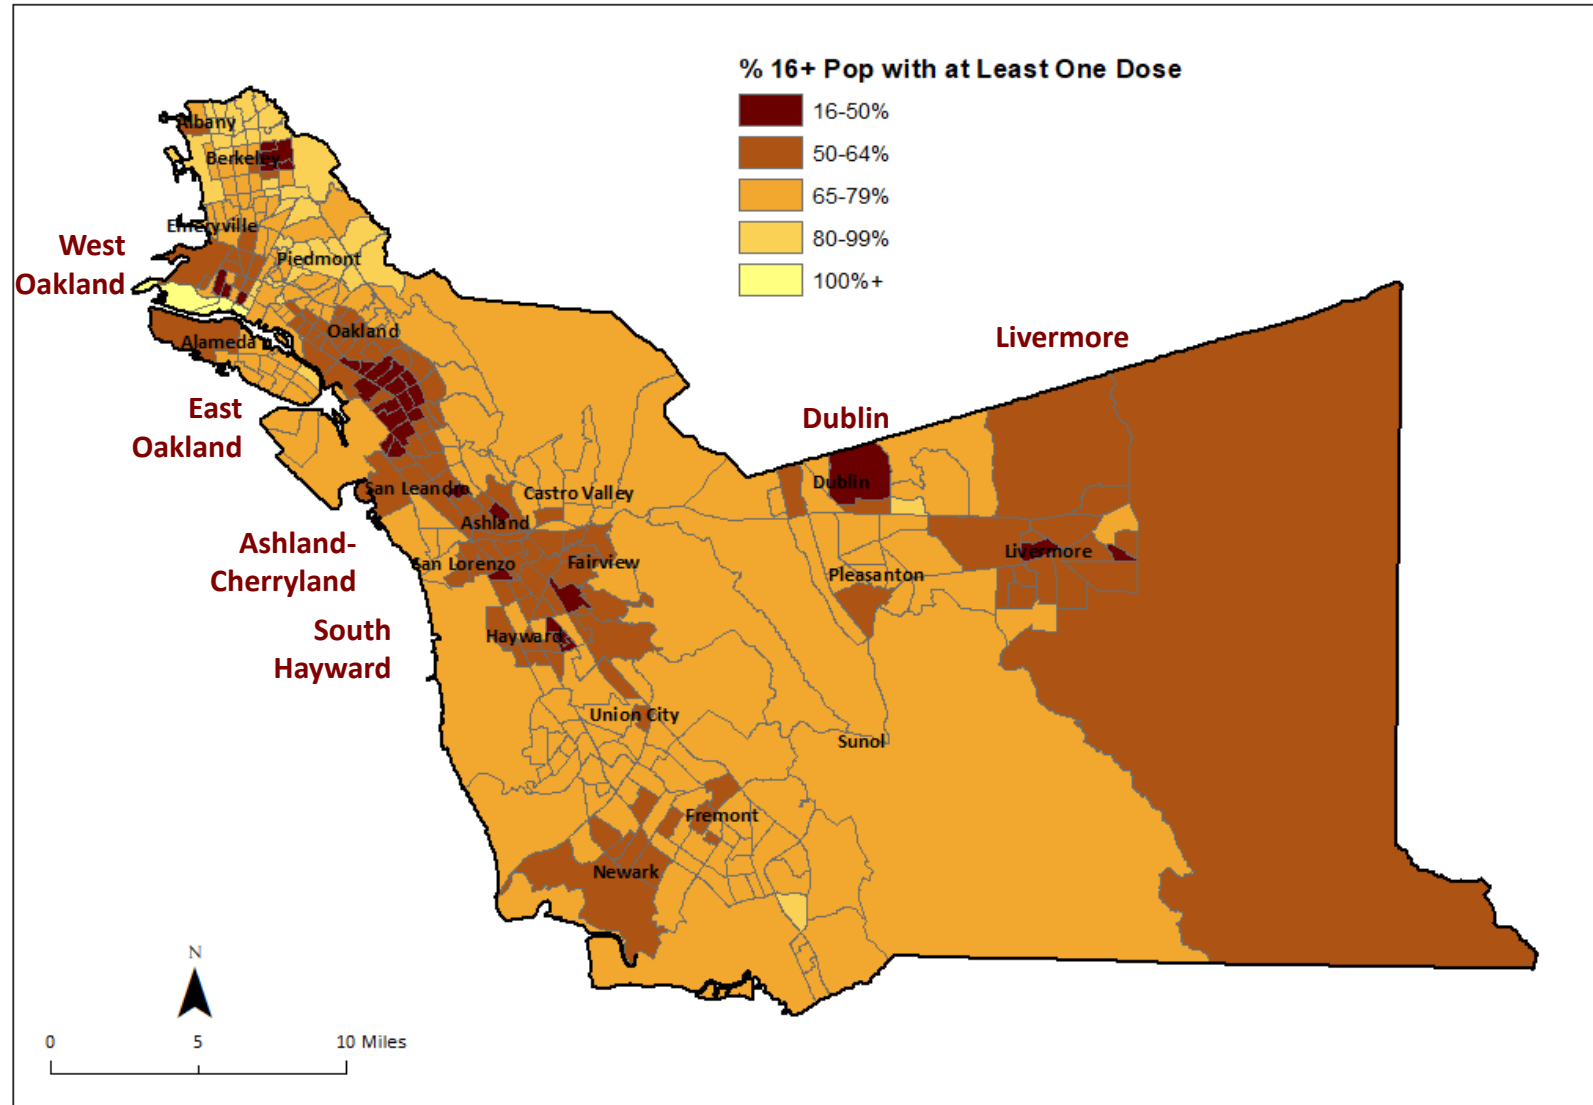 % 16+ Pop with at Least One Dose
16-50%
50-64%
65-79%
80-99%
100%+
Albany
Berkeley
Emeryville
West
Oakland
Piedmont
Oakland
Alameda
Livermore
East
Oakland
Dublin
Dublin
San Leandro
Castro Valley
Ashland
Ashland-
Cherryland
San Lorenzo
Fairview
Livermore
Pleasanton
South
Hayward
Hayward
Union City
Sunol
Fremont
Newark
N
0 5 10 Miles